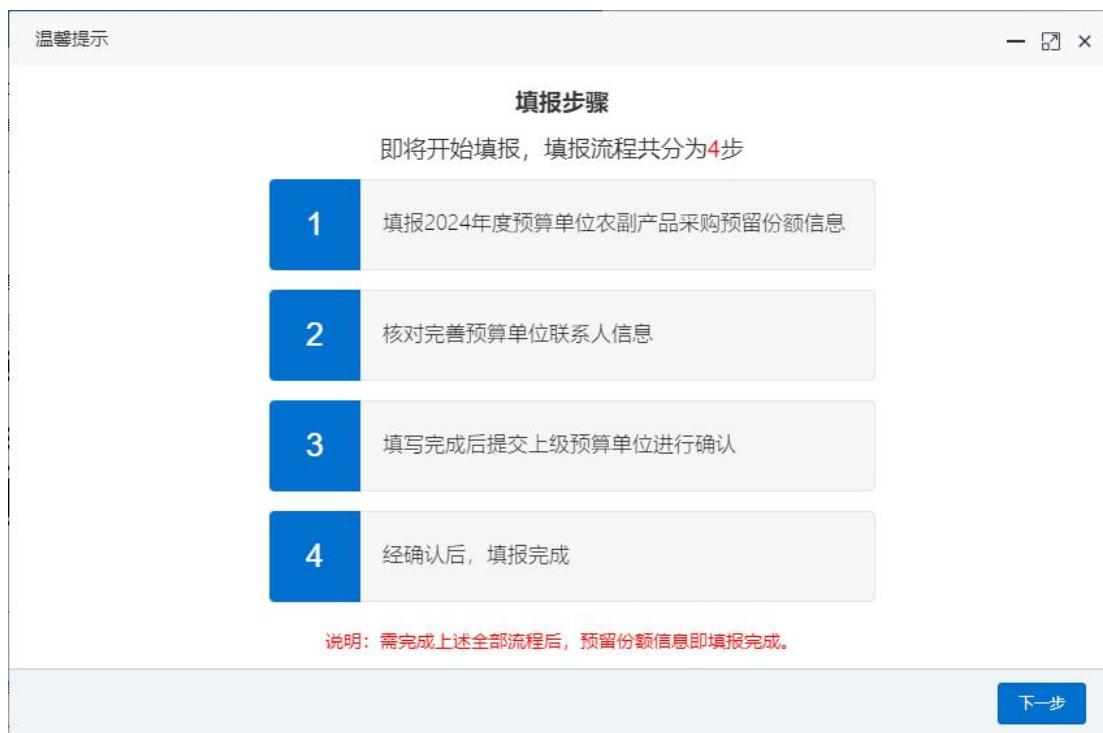 温馨提示
填报步骤
即将开始填报，填报流程共分为4步
1
填报2024年度预算单位农副产品采购预留份额信息
2
核对完善预算单位联系人信息
3
填写完成后提交上级预算单位进行确认
4
经确认后，填报完成
说明：需完成上述全部流程后，预留份额信息即填报完成。
下一步